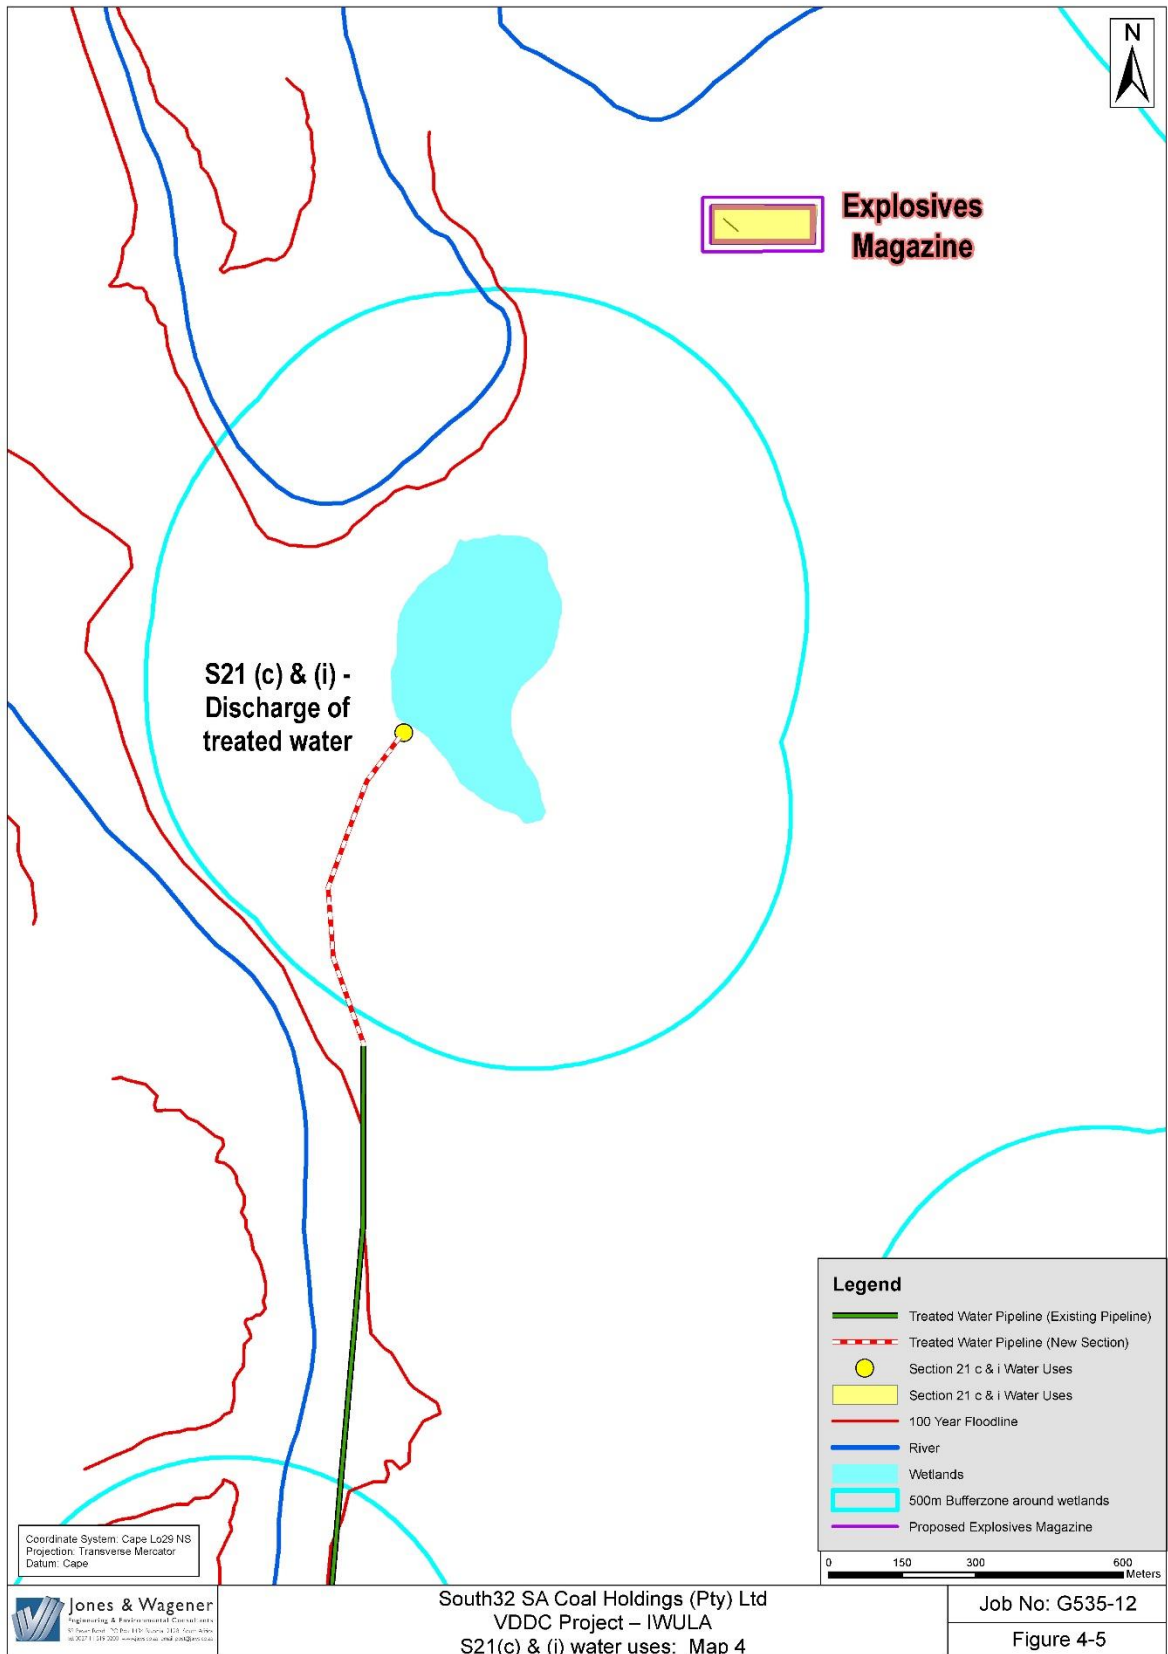 N
Explosives
Magazine
S21 (c) & (i) -
Discharge of
treated water
Legend
Treated Water Pipeline (Existing Pipeline)
Treated Water Pipeline (New Section)
Section 21 c & i Water Uses
Section 21 c & i Water Uses
100 Year Floodline
River
Wetlands
500m Bufferzone around wetlands
Proposed Explosives Magazine
0 150 300 600
Meters
Coordinate System: Cape Lo29 NS
Projection: Transverse Mercator
Datum: Cape
Jones & Wagener
Engineering & Environmental Consultants
South32 SA Coal Holdings (Pty) Ltd
VDDC Project – IWULA
S21(c) & (i) water uses: Map 4
Job No: G535-12
Figure 4-5